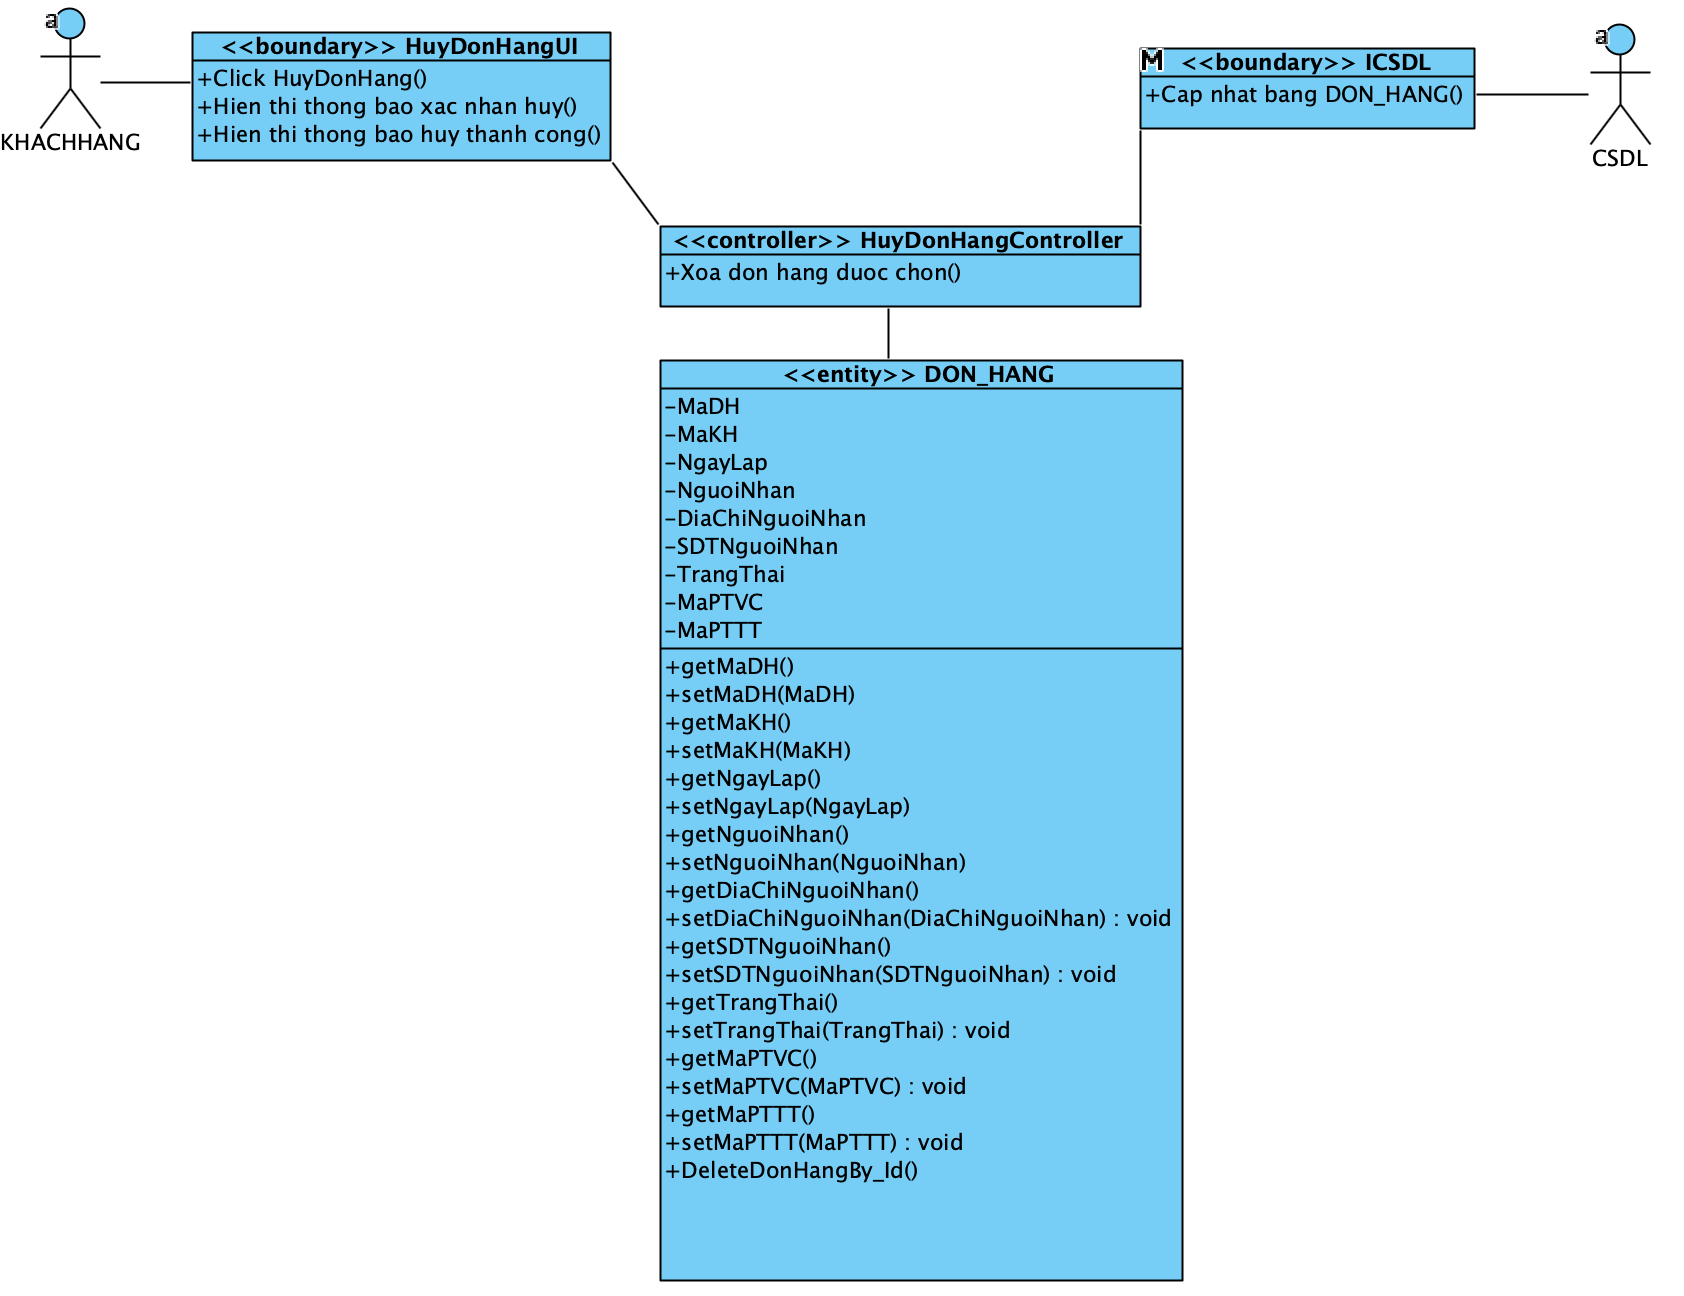 a
KHACHHANG
<<boundary>> HuyDonHangUI
+Click HuyDonHang()
+Hien thi thong bao xac nhan huy()
+Hien thi thong bao huy thanh cong()
M
<<boundary>> ICSDL
+Cap nhat bang DON_HANG()
a
CSDL
<<controller>> HuyDonHangController
+Xoa don hang duoc chon()
<<entity>> DON_HANG
-MaDH
-MaKH
-NgayLap
-NguoiNhan
-DiaChiNguoiNhan
-SDTNguoiNhan
-TrangThai
-MaPTVC
-MaPTTT
+getMaDH()
+setMaDH(MaDH)
+getMaKH()
+setMaKH(MaKH)
+getNgayLap()
+setNgayLap(NgayLap)
+getNguoiNhan()
+setNguoiNhan(NguoiNhan)
+getDiaChiNguoiNhan()
+setDiaChiNguoiNhan(DiaChiNguoiNhan) : void
+getSDTNguoiNhan()
+setSDTNguoiNhan(SDTNguoiNhan) : void
+getTrangThai()
+setTrangThai(TrangThai) : void
+getMaPTVC()
+setMaPTVC(MaPTVC) : void
+getMaPTTT()
+setMaPTTT(MaPTTT) : void
+DeleteDonHangBy_Id()